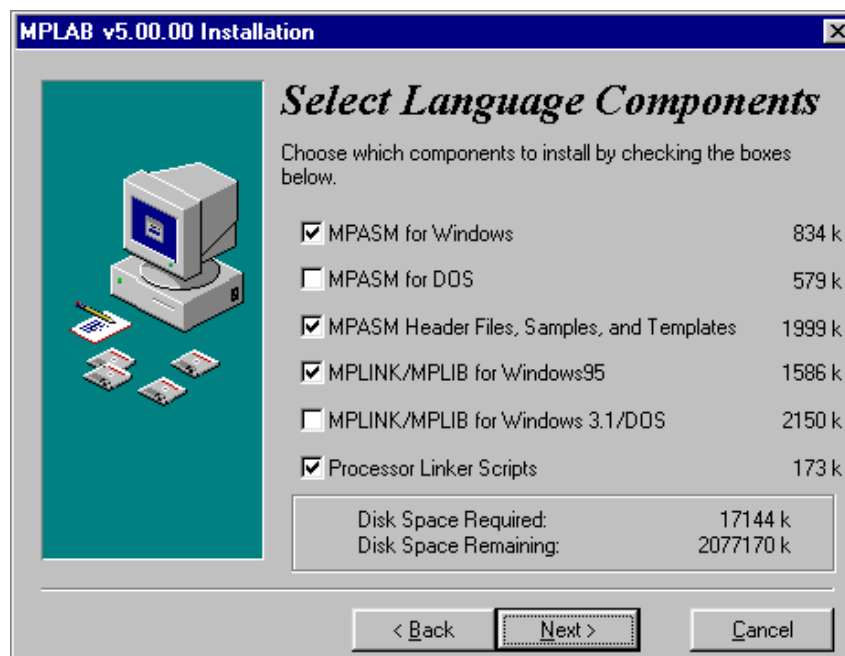 MPLAB v5.00.00 Installation
Select Language Components
Choose which components to install by checking the boxes
below.
MPASM for Windows 834 k
MPASM for DOS 579 k
MPASM Header Files, Samples, and Templates 1999 k
MPLINK/MPLIB for Windows95 1586 k
MPLINK/MPLIB for Windows 3.1/DOS 2150 k
Processor Linker Scripts 173 k
Disk Space Required: 17144 k
Disk Space Remaining: 2077170 k
< Back Next > Cancel